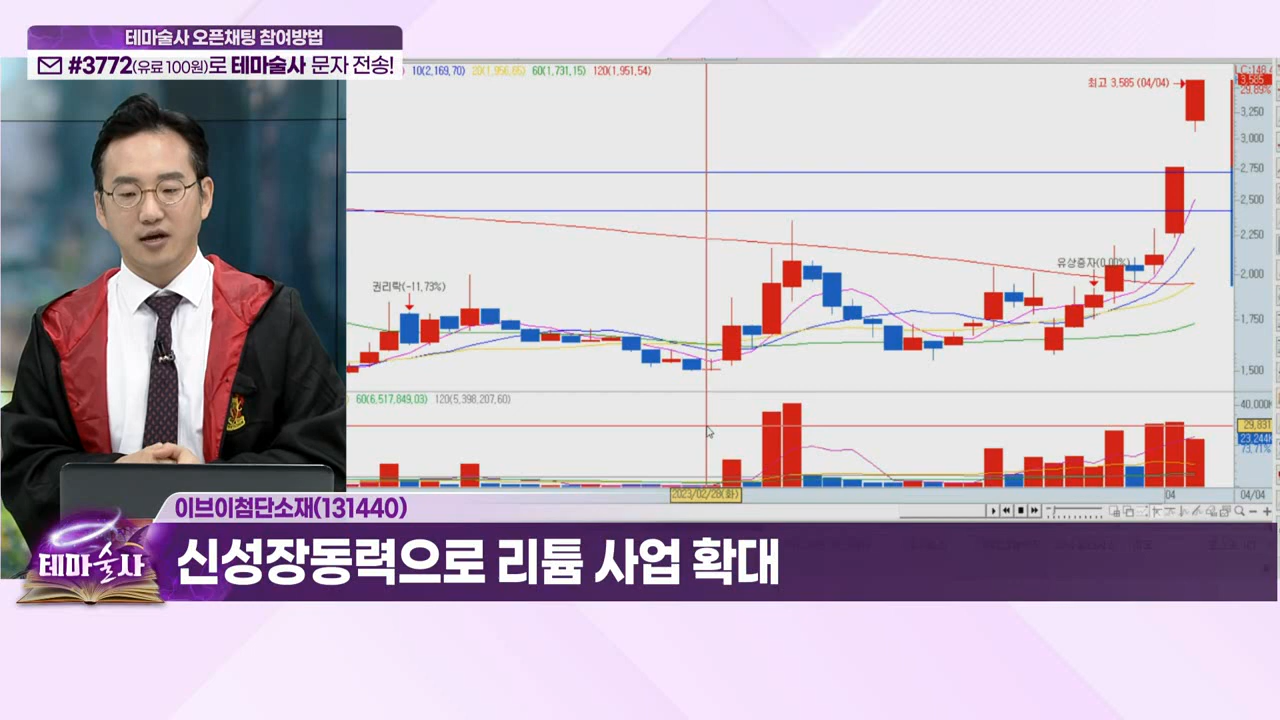 테마술사 오픈채팅 참여방법
#3772(유료 100원)로 테마술사 문자 전송!
10(2,169,70) 20(1,956,65) 60(1,731,15) 120(1,951,54)
최고 3,585 (04/04)
3,585
29.89%
3,250
3,000
2,750
2,500
2,250
유상증자(0,00%)
2,000
권리락(-11,73%)
1,750
1,500
60(6,517,849,03) 120(5,398,207,60)
40,000K
29,831
23,244K
73,71%
2023/02/28(화)
04
04/04
이브이첨단소재(131440)
테마술사
신성장동력으로 리튬 사업 확대